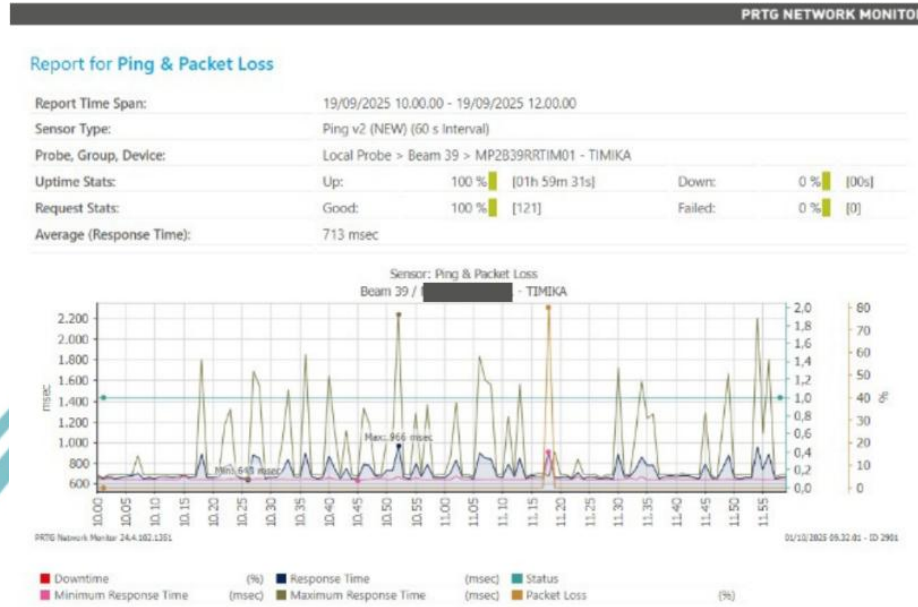 PRTG NETWORK MONITO
Report for Ping & Packet Loss
Report Time Span: 19/09/2025 10.00.00 - 19/09/2025 12.00.00
Sensor Type: Ping v2 (NEW) (60 s Interval)
Probe, Group, Device: Local Probe > Beam 39 > MP2B39RRTIM01 - TIMIKA
Uptime Stats: Up: 100 % [01h 59m 31s] Down: 0 % [00s]
Request Stats: Good: 100 % [121] Failed: 0 % [0]
Average (Response Time): 713 msec
Sensor: Ping & Packet Loss
Beam 39 / - TIMIKA
msec
2.200
2.000
1.800
1.600
1.400
1.200
1.000
800
600
Max: 966 msec
Min: 643 msec
2,0
1,8
1,6
1,4
1,2
1,0
0,8
0,6
0,4
0,2
0,0
80
70
60
50
40
30
20
10
0
%
10.00 10.05 10.10 10.15 10.20 10.25 10.30 10.35 10.40 10.45 10.50 10.55 11.00 11.05 11.10 11.15 11.20 11.25 11.30 11.35 11.40 11.45 11.50 11.55
PRTG Network Monitor 24.4.102.1351 01/10/2025 09.32.01 - ID 2901
Downtime (%) Response Time (msec) Status
Minimum Response Time (msec) Maximum Response Time (msec) Packet Loss (%)